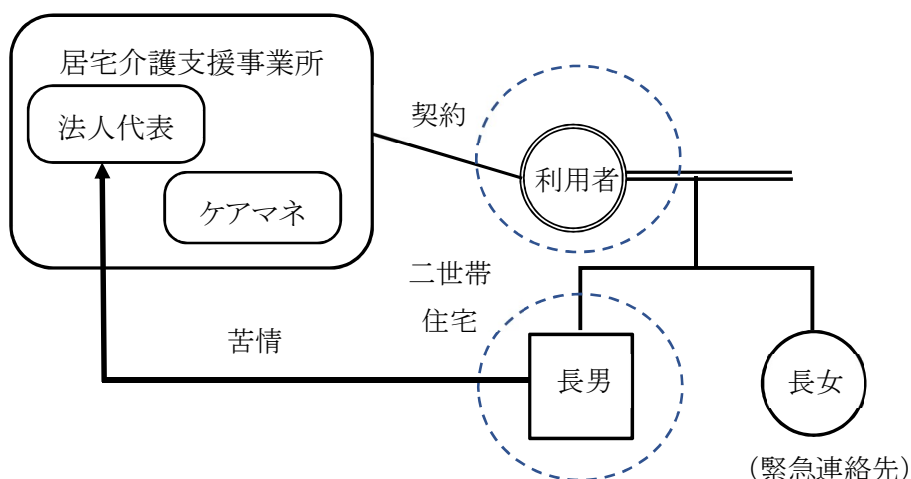 居宅介護支援事業所
法人代表
契約
利用者
ケアマネ
二世帯
住宅
苦情
長男
長女
（緊急連絡先）